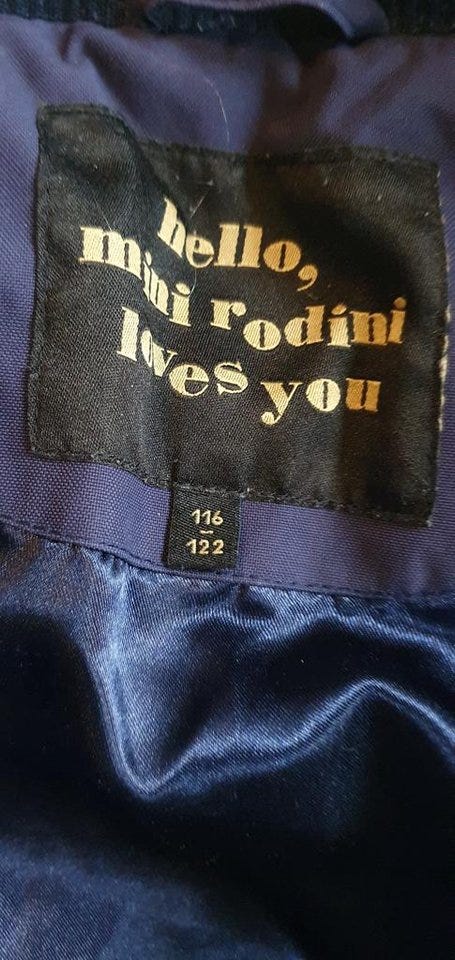 hello,
mini rodini
loves you
116
–
122